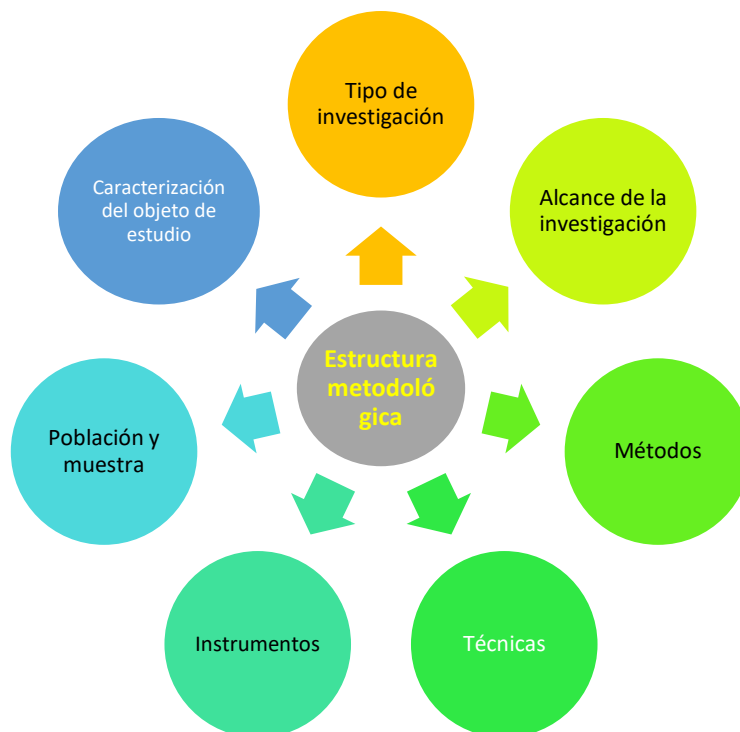 Tipo de
investigación
Alcance de la
investigación
Métodos
Técnicas
Instrumentos
Población y
muestra
Caracterización
del objeto de
estudio
Estructura
metodoló
gica